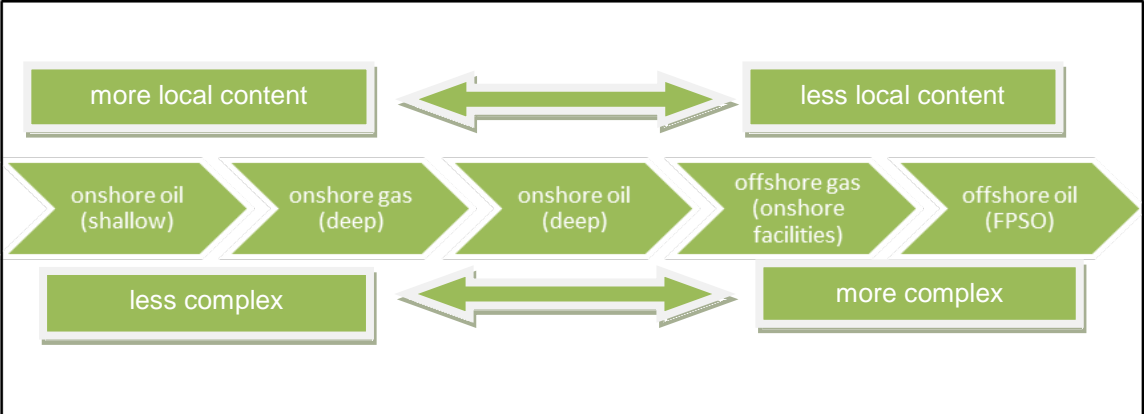 more local content
less local content
onshore oil
(shallow)
onshore gas
(deep)
onshore oil
(deep)
offshore gas
(onshore
facilities)
offshore oil
(FPSO)
less complex
more complex